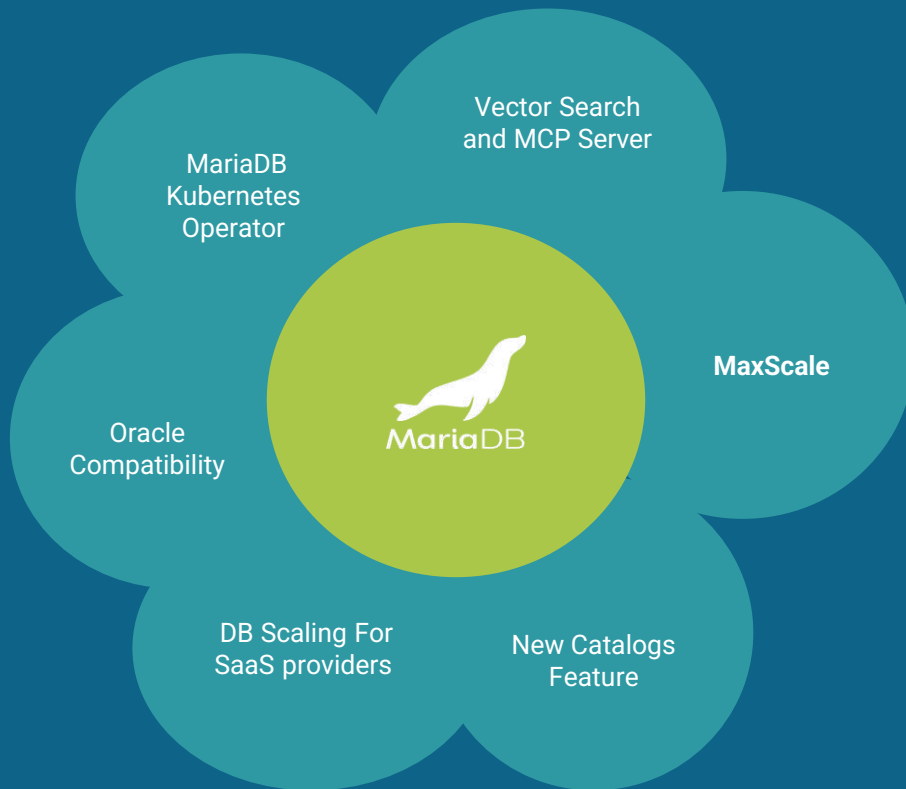 Vector Search
and MCP Server
MariaDB
Kubernetes
Operator
MaxScale
MariaDB
Oracle
Compatibility
DB Scaling For
SaaS providers
New Catalogs
Feature